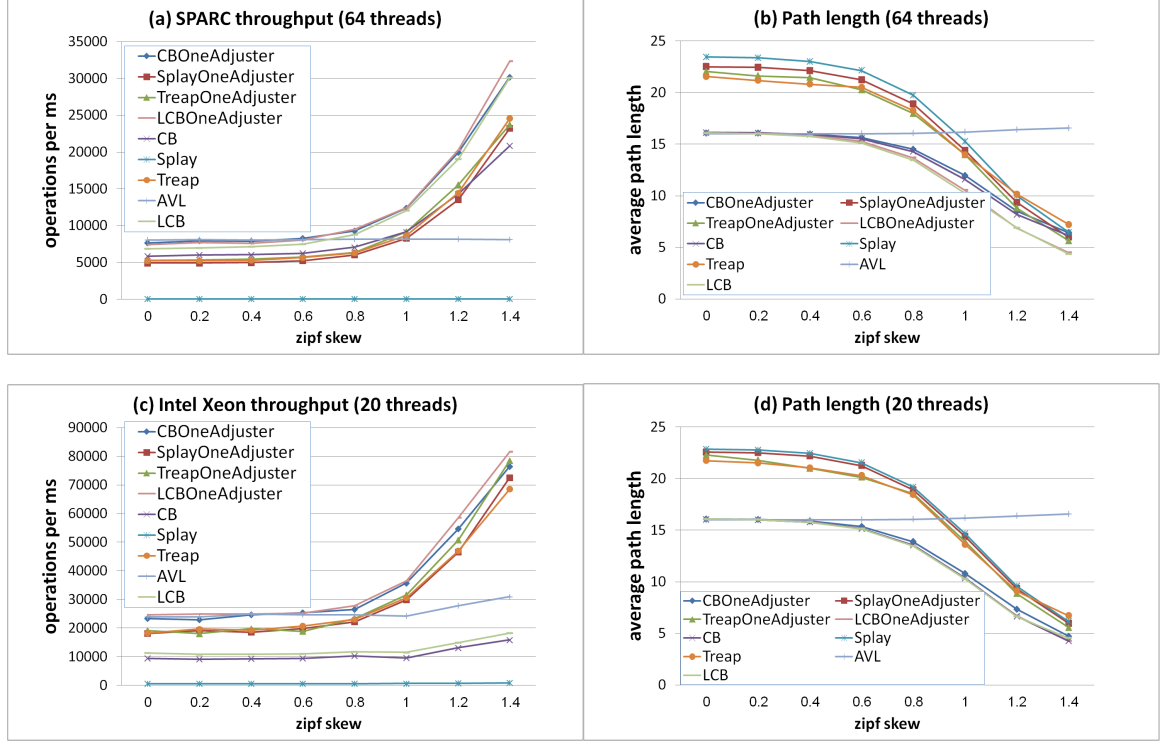 (a) SPARC throughput (64 threads)
operations per ms
35000
30000
25000
20000
15000
10000
5000
0
CBOneAdjuster
SplayOneAdjuster
TreapOneAdjuster
LCBOneAdjuster
CB
Splay
Treap
AVL
LCB
0 0.2 0.4 0.6 0.8 1 1.2 1.4
zipf skew
(b) Path length (64 threads)
average path length
25
20
15
10
5
0
CBOneAdjuster SplayOneAdjuster
TreapOneAdjuster LCBOneAdjuster
CB Splay
Treap AVL
LCB
0 0.2 0.4 0.6 0.8 1 1.2 1.4
zipf skew
(c) Intel Xeon throughput (20 threads)
operations per ms
90000
80000
70000
60000
50000
40000
30000
20000
10000
0
CBOneAdjuster
SplayOneAdjuster
TreapOneAdjuster
LCBOneAdjuster
CB
Splay
Treap
AVL
LCB
0 0.2 0.4 0.6 0.8 1 1.2 1.4
zipf skew
(d) Path length (20 threads)
average path length
25
20
15
10
5
0
CBOneAdjuster SplayOneAdjuster
TreapOneAdjuster LCBOneAdjuster
CB Splay
Treap AVL
LCB
0 0.2 0.4 0.6 0.8 1 1.2 1.4
zipf skew